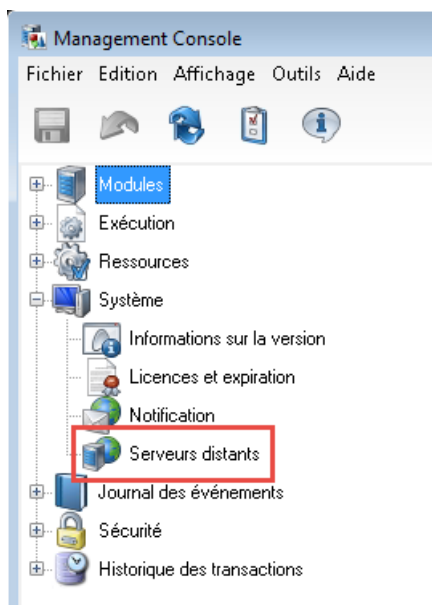 Management Console
Fichier Edition Affichage Outils Aide
Modules
Exécution
Ressources
Système
Informations sur la version
Licences et expiration
Notification
Serveurs distants
Journal des événements
Sécurité
Historique des transactions